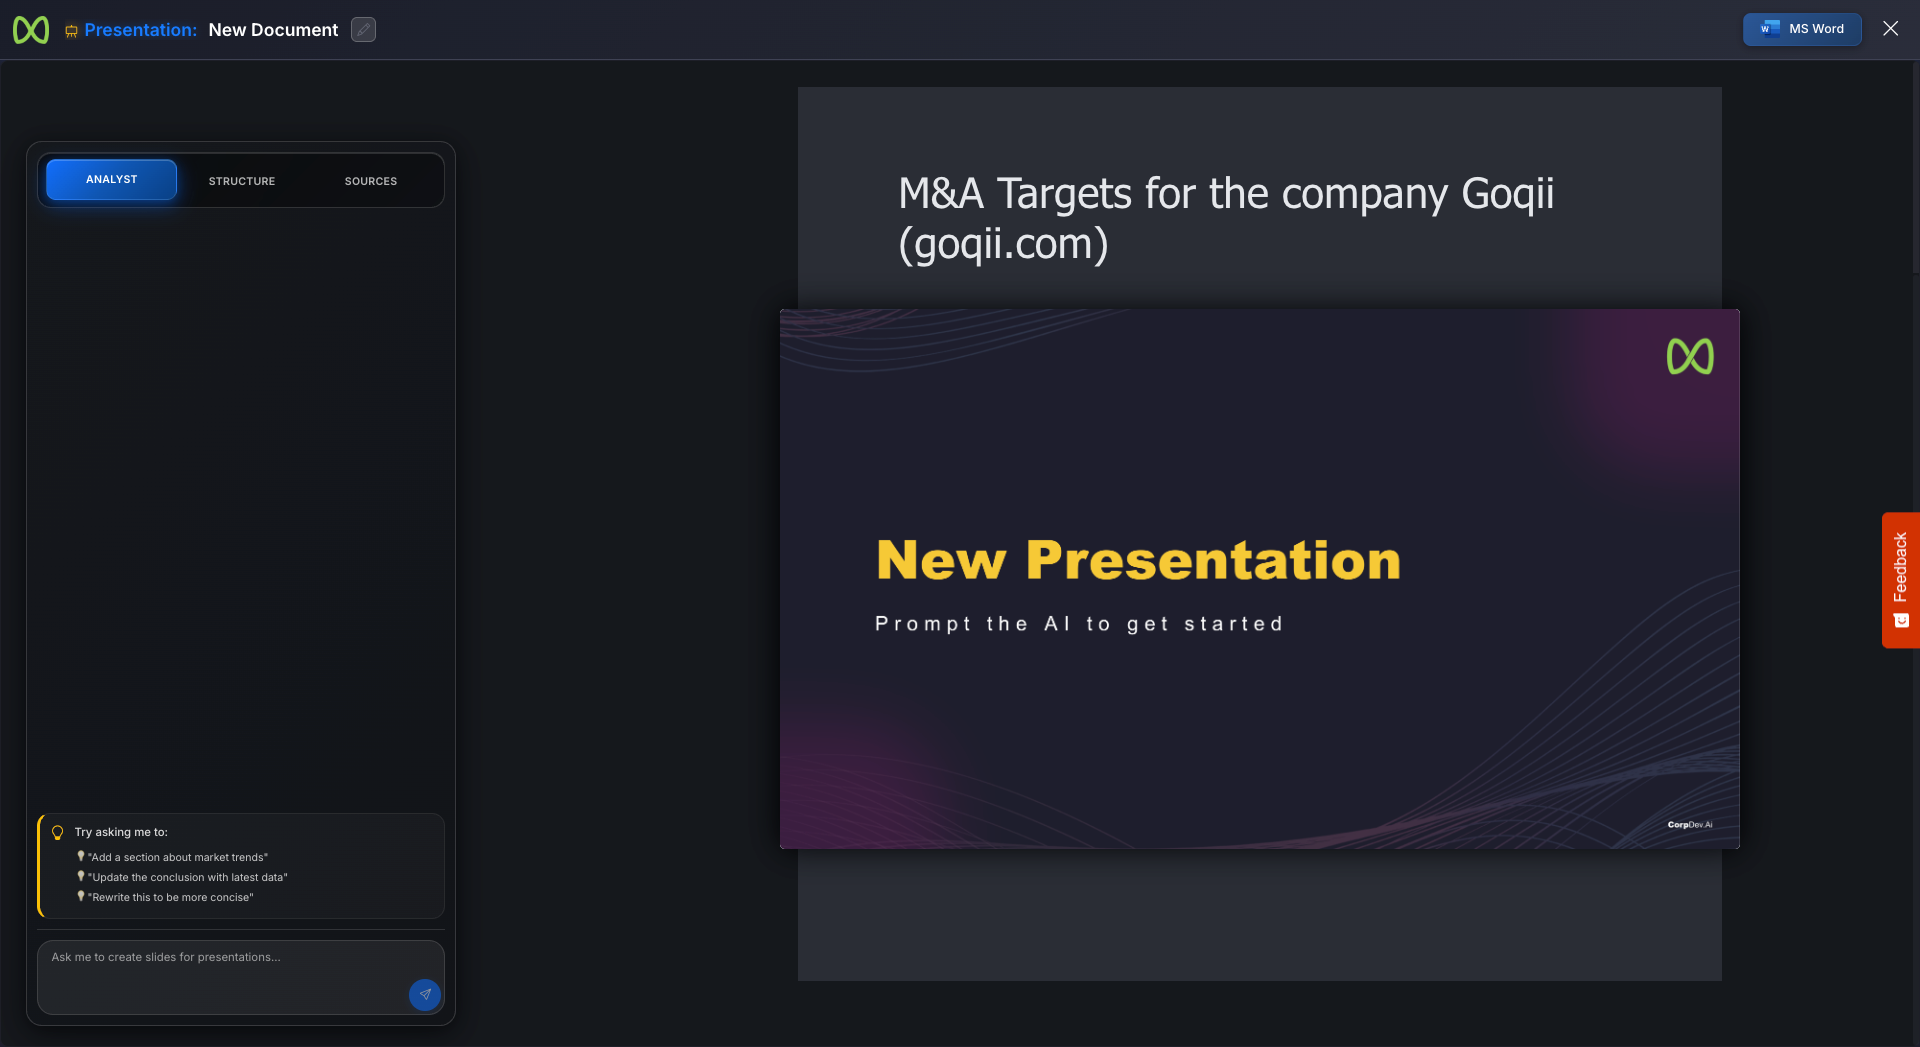 Presentation: New Document
MS Word
ANALYST
STRUCTURE
SOURCES
Try asking me to:
"Add a section about market trends"
"Update the conclusion with latest data"
"Rewrite this to be more concise"
Ask me to create slides for presentations...
M&A Targets for the company Goqii
(goqii.com)
New Presentation
Prompt the AI to get started
CorpDev.Ai
Feedback